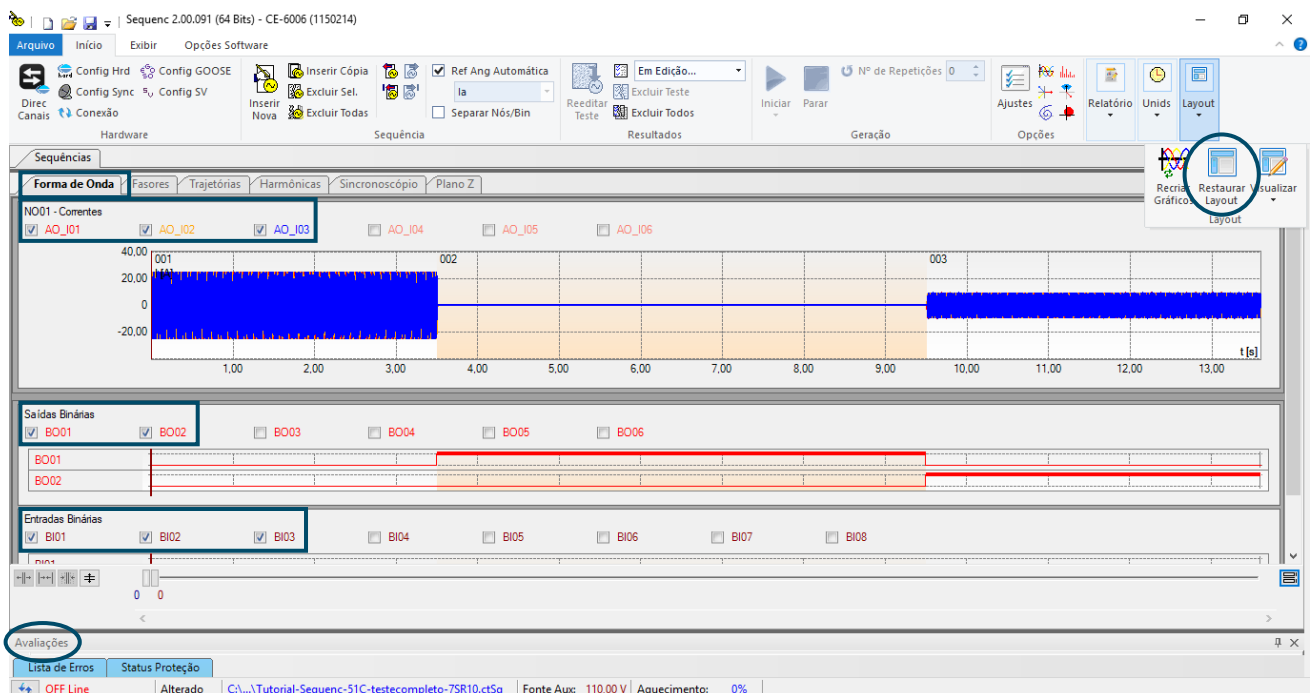 Sequenc 2.00.091 (64 Bits) - CE-6006 (1150214)
Arquivo Início Exibir Opções Software
Config Hrd Config GOOSE Inserir Cópia Ref Ang Automática Em Edição... Nº de Repetições 0
Config Sync Config SV Excluir Sel. Ia Excluir Teste
Direc Canais Conexão Inserir Nova Excluir Todas Separar Nós/Bin Reeditar Teste Excluir Todos Iniciar Parar Ajustes Relatório Unids Layout
Hardware Sequência Resultados Geração Opções
Sequências
Recriar Gráficos Restaurar Layout Visualizar
Layout
Forma de Onda Fasores Trajetórias Harmônicas Sincronoscópio Plano Z
NO01 - Correntes
AO_I01 AO_I02 AO_I03 AO_I04 AO_I05 AO_I06
40,00 001 002 003
20,00
0
-20,00
t [s]
1,00 2,00 3,00 4,00 5,00 6,00 7,00 8,00 9,00 10,00 11,00 12,00 13,00
Saídas Binárias
BO01 BO02 BO03 BO04 BO05 BO06
BO01
BO02
Entradas Binárias
BI01 BI02 BI03 BI04 BI05 BI06 BI07 BI08
BI01
0 0
Avaliações
Lista de Erros Status Proteção
OFF Line Alterado C:\...\Tutorial-Sequenc-51C-testecompleto-7SR10.ctSq Fonte Aux: 110,00 V Aquecimento: 0%